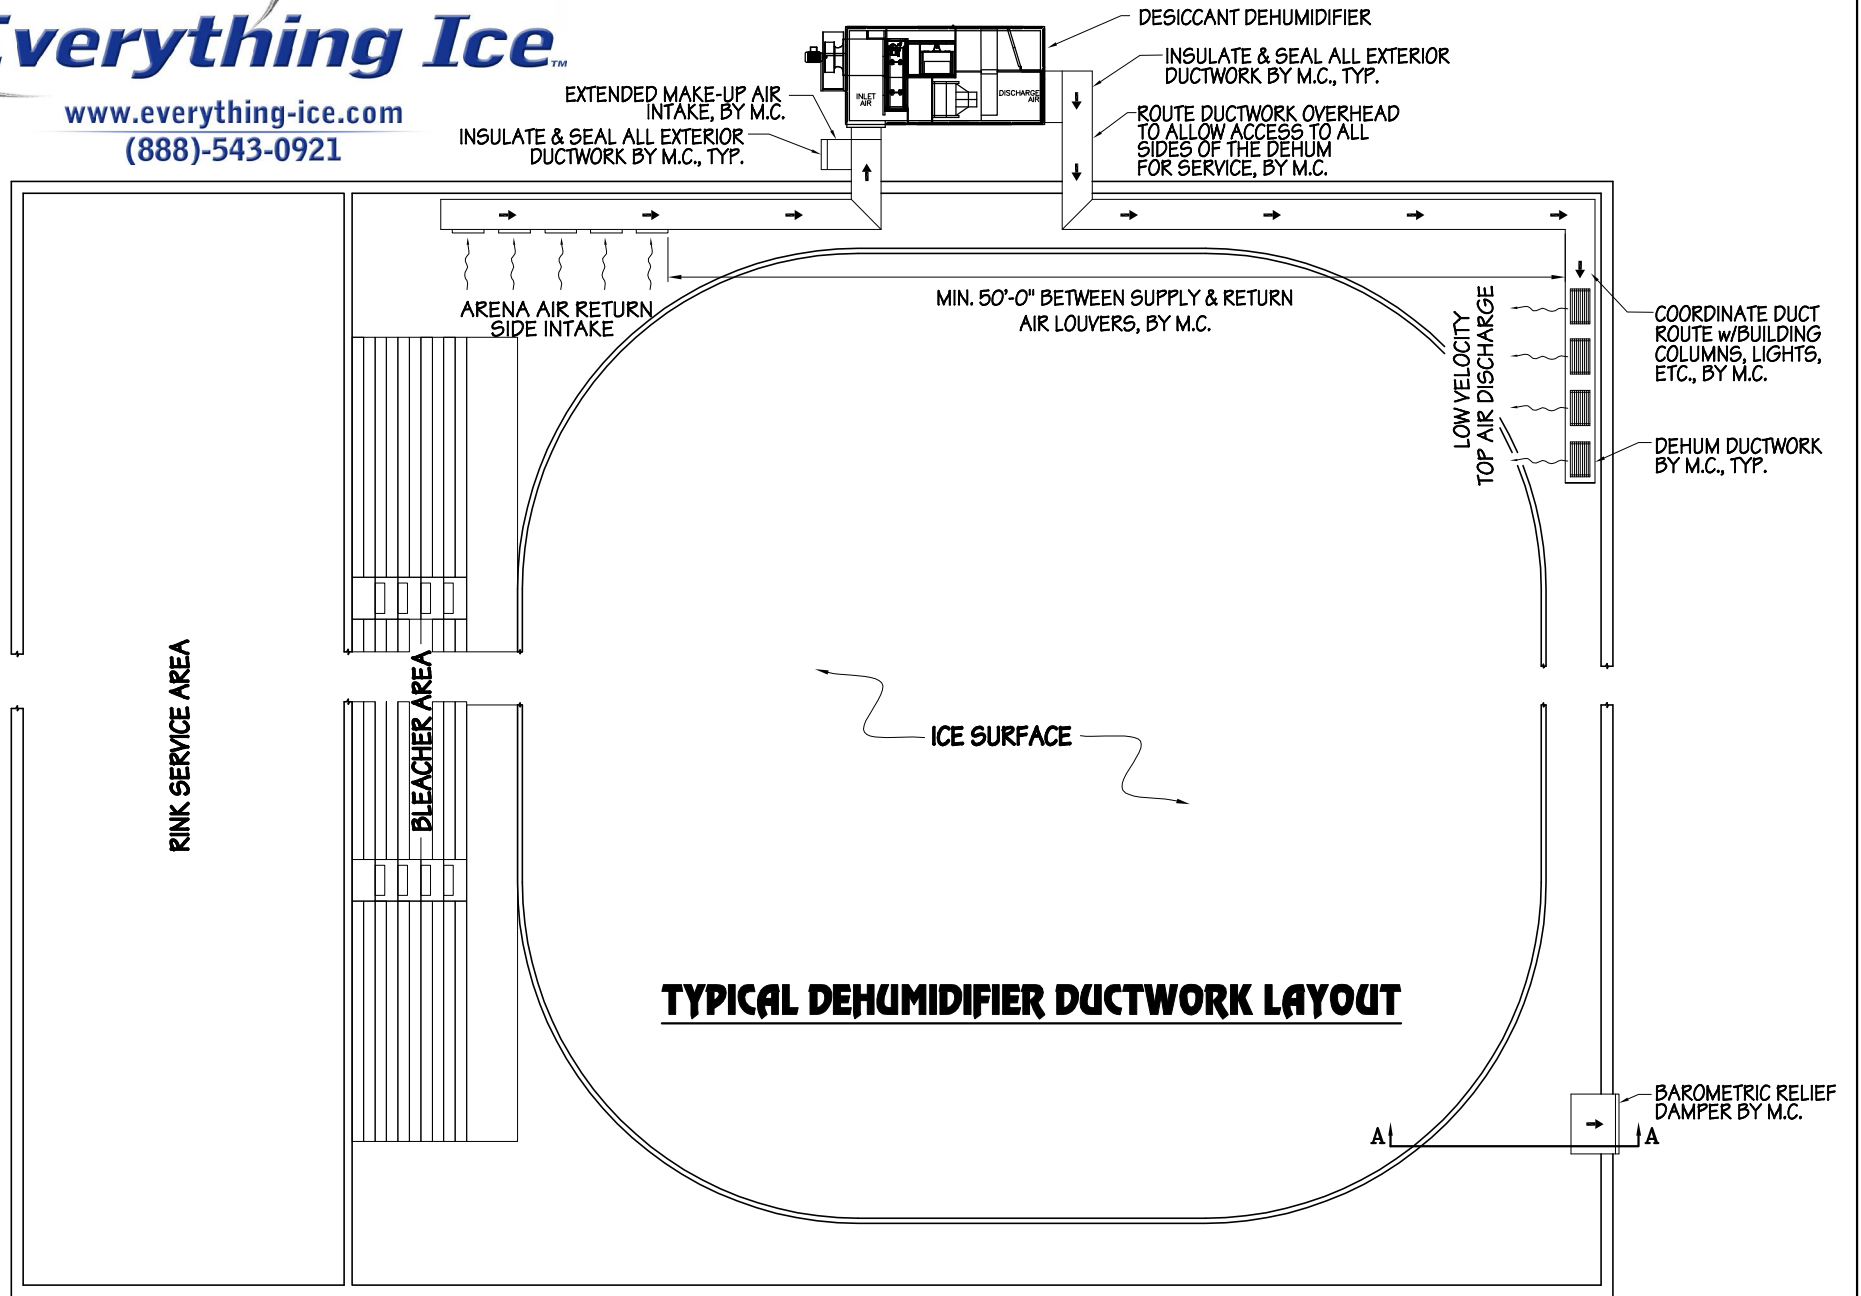 Everything Ice™
www.everything-ice.com
(888)-543-0921
DESICCANT DEHUMIDIFIER
INSULATE & SEAL ALL EXTERIOR
DUCTWORK BY M.C., TYP.
EXTENDED MAKE-UP AIR
INTAKE, BY M.C.
INSULATE & SEAL ALL EXTERIOR
DUCTWORK BY M.C., TYP.
INLET
AIR
DISCHARGE
AIR
ROUTE DUCTWORK OVERHEAD
TO ALLOW ACCESS TO ALL
SIDES OF THE DEHUM
FOR SERVICE, BY M.C.
ARENA AIR RETURN
SIDE INTAKE
MIN. 50'-0" BETWEEN SUPPLY & RETURN
AIR LOUVERS, BY M.C.
LOW VELOCITY
TOP AIR DISCHARGE
COORDINATE DUCT
ROUTE w/BUILDING
COLUMNS, LIGHTS,
ETC., BY M.C.
DEHUM DUCTWORK
BY M.C., TYP.
RINK SERVICE AREA
BLEACHER AREA
ICE SURFACE
TYPICAL DEHUMIDIFIER DUCTWORK LAYOUT
BAROMETRIC RELIEF
DAMPER BY M.C.
A
A